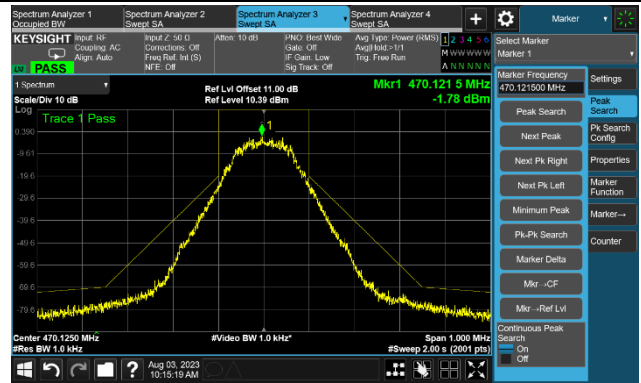 Spectrum Analyzer 1
Occupied BW
Spectrum Analyzer 2
Swept SA
Spectrum Analyzer 3
Swept SA
Spectrum Analyzer 4
Swept SA
+
Marker
KEYSIGHT
Input: RF
Coupling: AC
Align: Auto
Input Z: 50 Ω
Corrections: Off
Freq Ref: Int (S)
NFE: Off
Atten: 10 dB
PNO: Best Wide
Gate: Off
IF Gain: Low
Sig Track: Off
Avg Type: Power (RMS)
Avg|Hold:>1/1
Trig: Free Run
1 2 3 4 5 6
M W W W W W
A N N N N N
LXI
PASS
Select Marker
Marker 1
1 Spectrum
Scale/Div 10 dB
Log
Ref Lvl Offset 11.00 dB
Ref Level 10.39 dBm
Mkr1 470.121 5 MHz
-1.78 dBm
Trace 1 Pass
1
0.390
-9.61
-19.6
-29.6
-39.6
-49.6
-59.6
-69.6
-79.6
Center 470.1250 MHz
#Res BW 1.0 kHz
#Video BW 1.0 kHz*
Span 1.000 MHz
#Sweep 2.00 s (2001 pts)
Marker Frequency
470.121500 MHz
Peak Search
Next Peak
Next Pk Right
Next Pk Left
Minimum Peak
Pk-Pk Search
Marker Delta
Mkr→CF
Mkr→Ref Lvl
Continuous Peak
Search
On
Off
Settings
Peak
Search
Pk Search
Config
Properties
Marker
Function
Marker→
Counter
?
Aug 03, 2023
10:15:19 AM